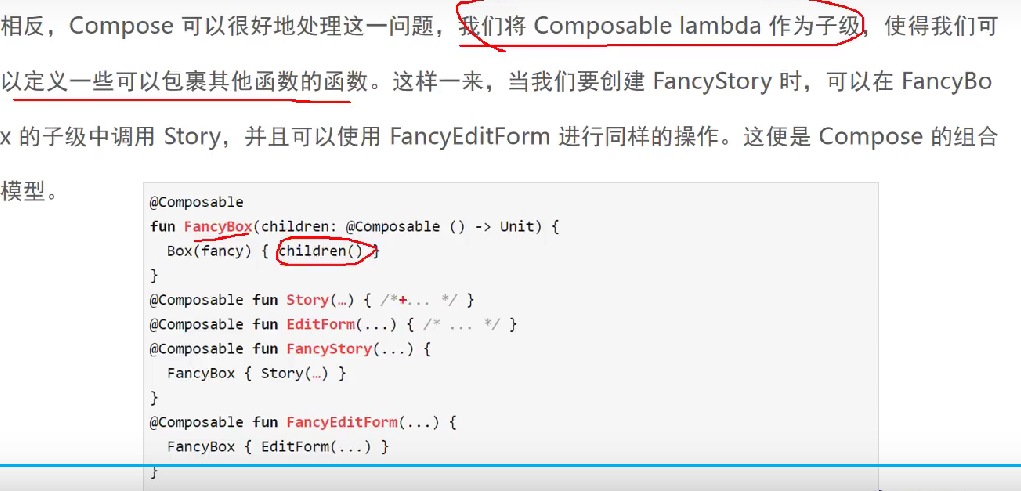 相反，Compose 可以很好地处理这一问题，我们将 Composable lambda 作为子级，使得我们可
以定义一些可以包裹其他函数的函数。这样一来，当我们要创建 FancyStory 时，可以在 FancyBo
x 的子级中调用 Story，并且可以使用 FancyEditForm 进行同样的操作。这便是 Compose 的组合
模型。
@Composable
fun FancyBox(children: @Composable () -> Unit) {
  Box(fancy) { children() }
}
@Composable fun Story(…) { /*+... */ }
@Composable fun EditForm(...) { /* ... */ }
@Composable fun FancyStory(...) {
  FancyBox { Story(…) }
}
@Composable fun FancyEditForm(...) {
  FancyBox { EditForm(...) }
}